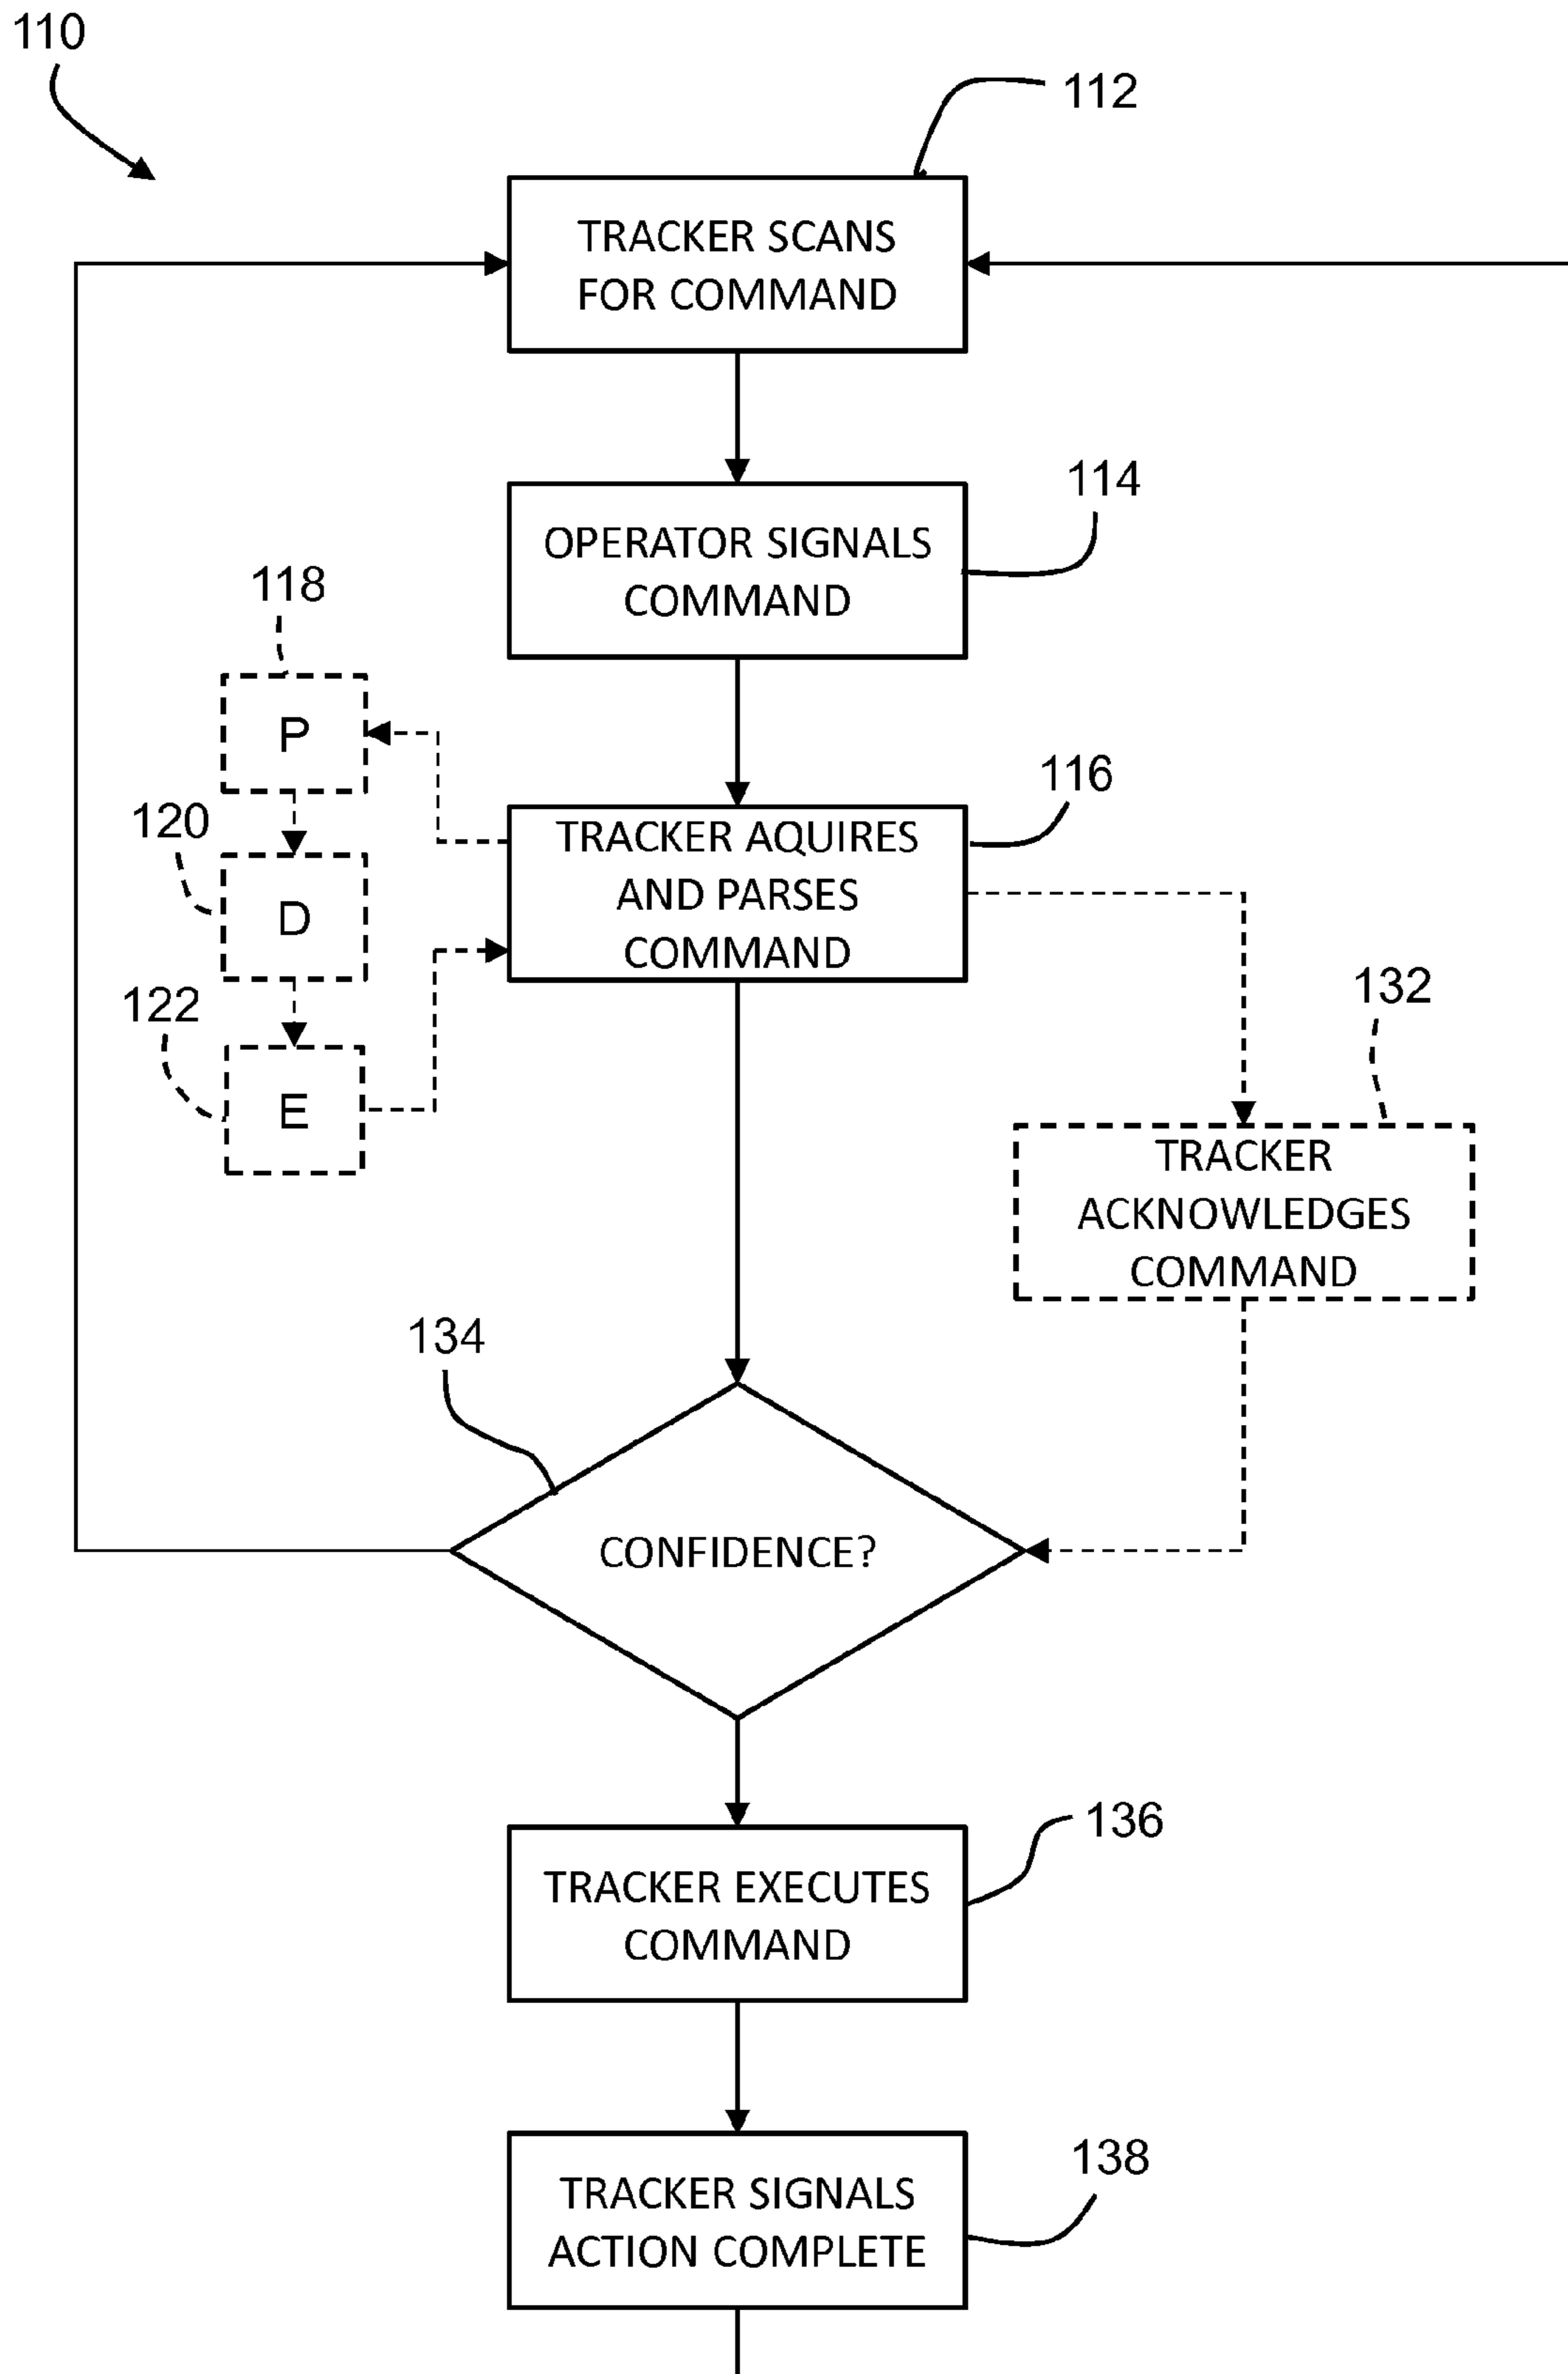 110
112
TRACKER SCANS
FOR COMMAND
114
OPERATOR SIGNALS
COMMAND
118
P
116
TRACKER AQUIRES
AND PARSES
COMMAND
120
D
122
E
132
TRACKER
ACKNOWLEDGES
COMMAND
134
CONFIDENCE?
136
TRACKER EXECUTES
COMMAND
138
TRACKER SIGNALS
ACTION COMPLETE